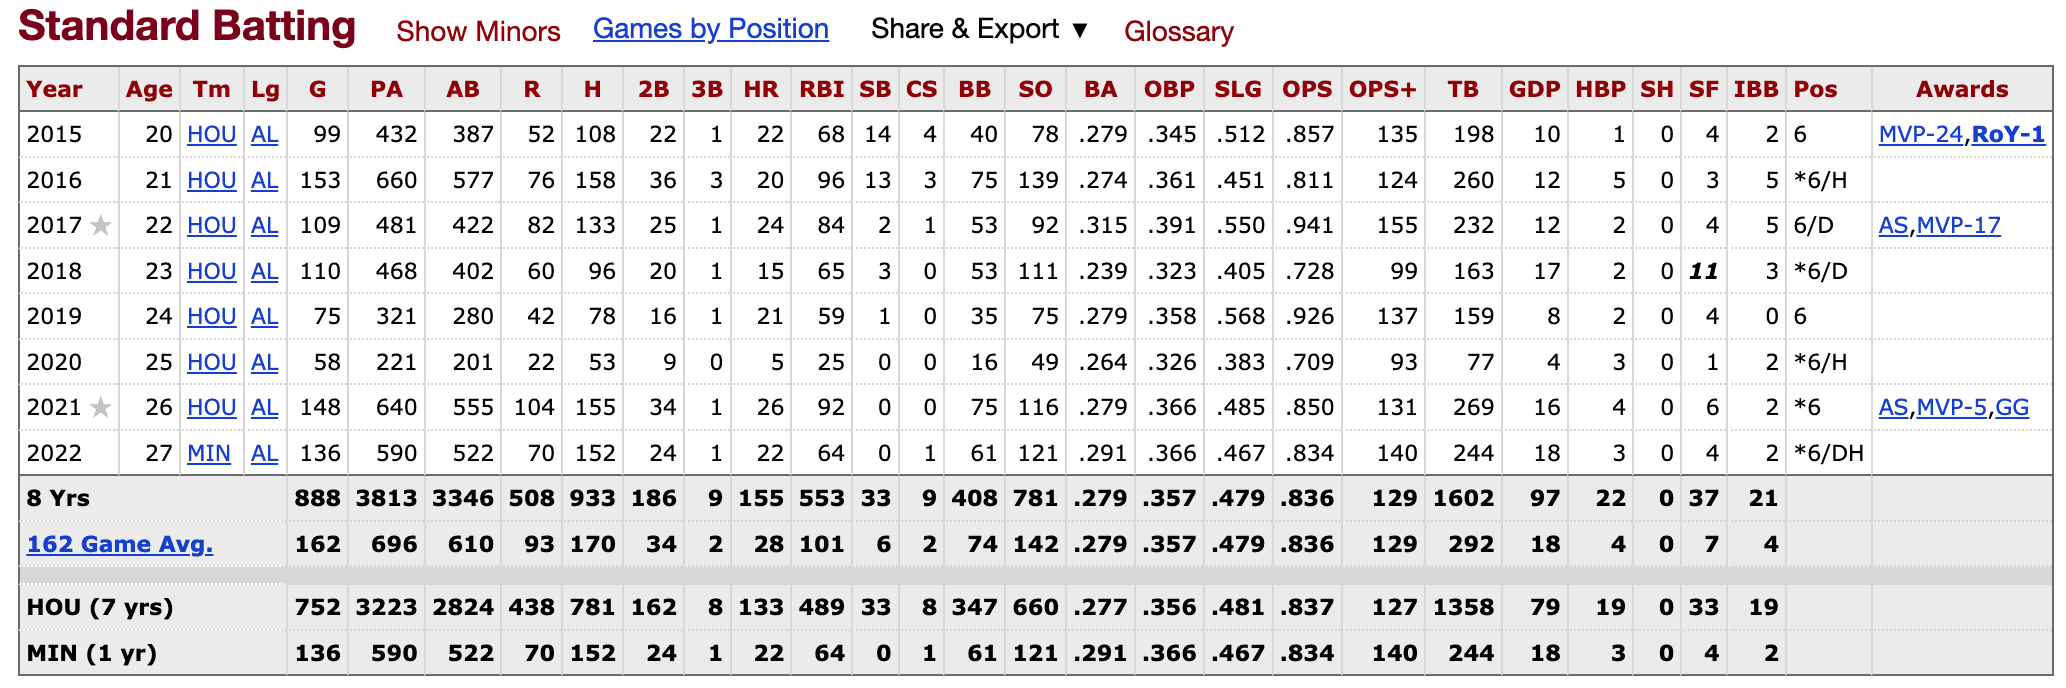 Standard Batting Show Minors Games by Position Share & Export ▼ Glossary
Year Age Tm Lg G PA AB R H 2B 3B HR RBI SB CS BB SO BA OBP SLG OPS OPS+ TB GDP HBP SH SF IBB Pos Awards
2015 20 HOU AL 99 432 387 52 108 22 1 22 68 14 4 40 78 .279 .345 .512 .857 135 198 10 1 0 4 2 6 MVP-24,RoY-1
2016 21 HOU AL 153 660 577 76 158 36 3 20 96 13 3 75 139 .274 .361 .451 .811 124 260 12 5 0 3 5 *6/H
2017 ★ 22 HOU AL 109 481 422 82 133 25 1 24 84 2 1 53 92 .315 .391 .550 .941 155 232 12 2 0 4 5 6/D AS,MVP-17
2018 23 HOU AL 110 468 402 60 96 20 1 15 65 3 0 53 111 .239 .323 .405 .728 99 163 17 2 0 11 3 *6/D
2019 24 HOU AL 75 321 280 42 78 16 1 21 59 1 0 35 75 .279 .358 .568 .926 137 159 8 2 0 4 0 6
2020 25 HOU AL 58 221 201 22 53 9 0 5 25 0 0 16 49 .264 .326 .383 .709 93 77 4 3 0 1 2 *6/H
2021 ★ 26 HOU AL 148 640 555 104 155 34 1 26 92 0 0 75 116 .279 .366 .485 .850 131 269 16 4 0 6 2 *6 AS,MVP-5,GG
2022 27 MIN AL 136 590 522 70 152 24 1 22 64 0 1 61 121 .291 .366 .467 .834 140 244 18 3 0 4 2 *6/DH
8 Yrs 888 3813 3346 508 933 186 9 155 553 33 9 408 781 .279 .357 .479 .836 129 1602 97 22 0 37 21
162 Game Avg. 162 696 610 93 170 34 2 28 101 6 2 74 142 .279 .357 .479 .836 129 292 18 4 0 7 4
HOU (7 yrs) 752 3223 2824 438 781 162 8 133 489 33 8 347 660 .277 .356 .481 .837 127 1358 79 19 0 33 19
MIN (1 yr) 136 590 522 70 152 24 1 22 64 0 1 61 121 .291 .366 .467 .834 140 244 18 3 0 4 2